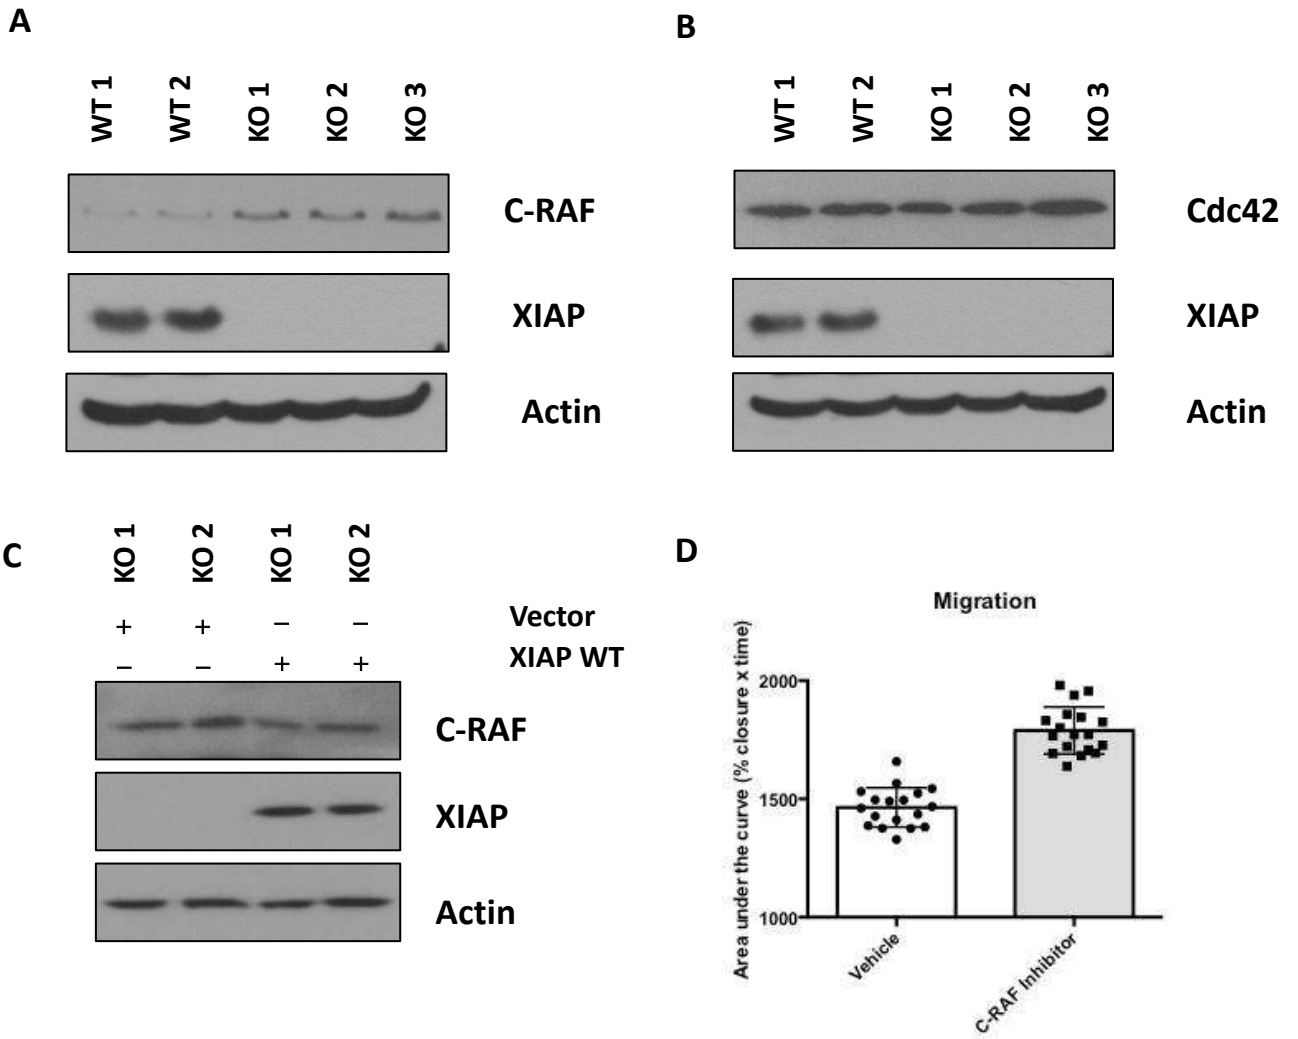 A
WT 1 WT 2 KO 1 KO 2 KO 3
C-RAF
XIAP
Actin
B
WT 1 WT 2 KO 1 KO 2 KO 3
Cdc42
XIAP
Actin
C
KO 1 KO 2 KO 1 KO 2
+ + – – Vector
– – + + XIAP WT
C-RAF
XIAP
Actin
D
Migration
Area under the curve (% closure x time)
2000
1500
1000
Vehicle
C-RAF Inhibitor